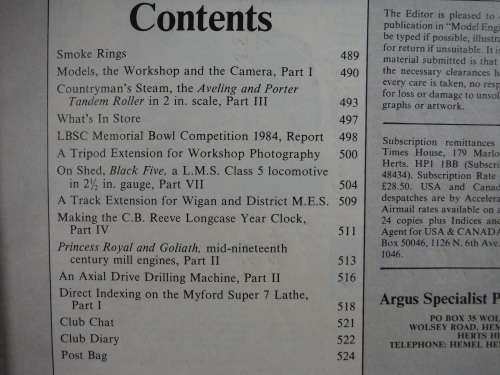 Contents
Smoke Rings 489
Models, the Workshop and the Camera, Part I 490
Countryman's Steam, the Aveling and Porter
Tandem Roller in 2 in. scale, Part III 493
What's In Store 497
LBSC Memorial Bowl Competition 1984, Report 498
A Tripod Extension for Workshop Photography 500
On Shed, Black Five, a L.M.S. Class 5 locomotive
in 2½ in. gauge, Part VII 504
A Track Extension for Wigan and District M.E.S. 509
Making the C.B. Reeve Longcase Year Clock,
Part IV 511
Princess Royal and Goliath, mid-nineteenth
century mill engines, Part II 513
An Axial Drive Drilling Machine, Part II 516
Direct Indexing on the Myford Super 7 Lathe,
Part I 518
Club Chat 521
Club Diary 522
Post Bag 524
The Editor is pleased to
publication in "Model Engi
be typed if possible, illustra
for return if unsuitable. It is
material submitted is that
the necessary clearances h
every care is taken, no resp
for loss or damage to unsol
graphs or artwork.
Subscription remittances
Times House, 179 Marlo
Herts. HP1 1BB (Subscri
48434). Subscription Rate
£28.50. USA and Canad
despatches are by Accelera
Airmail rates available on a
24 copies plus Indices and
Agent for USA & CANADA
Box 50046, 1126 N. 6th Ave.
1046.
Argus Specialist P
PO BOX 35 WOL
WOLSEY ROAD, HEM
HERTS HP
TELEPHONE: HEMEL HE